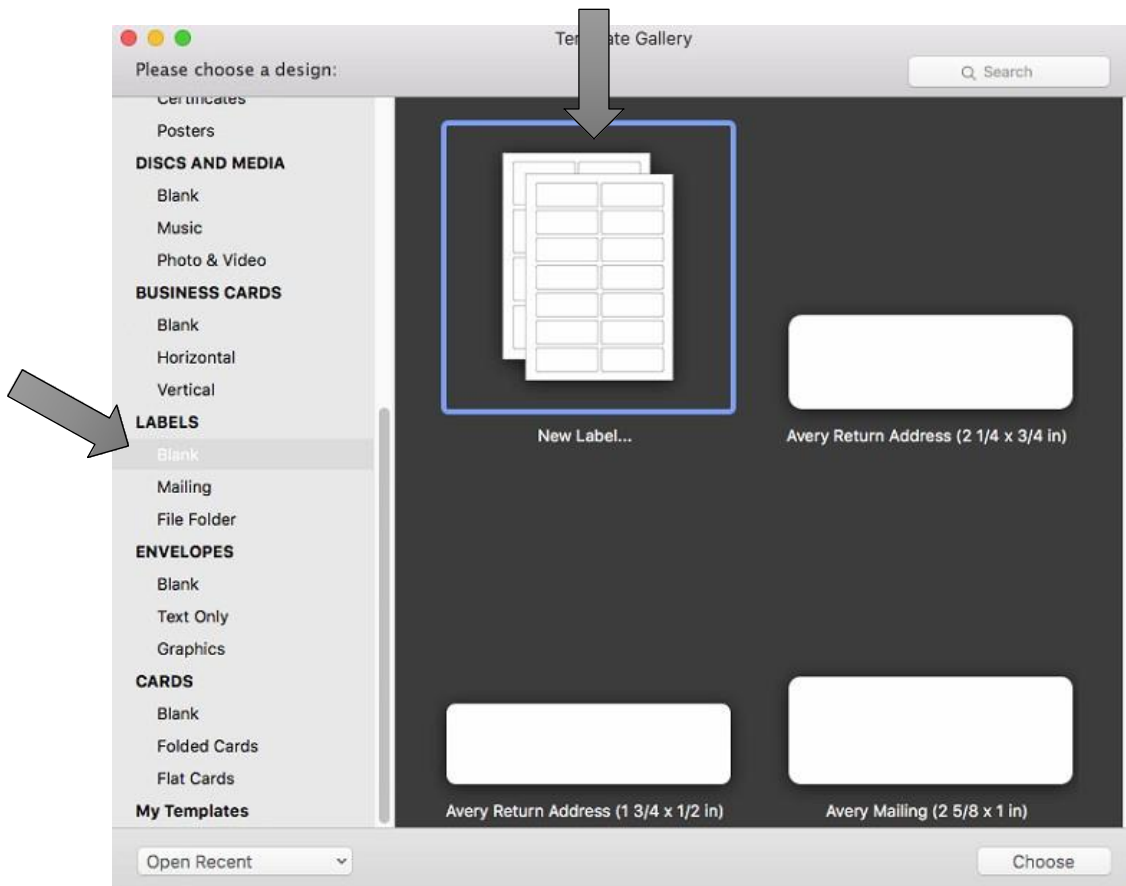 Template Gallery
Please choose a design:
Search
Certificates
Posters
DISCS AND MEDIA
Blank
Music
Photo & Video
BUSINESS CARDS
Blank
Horizontal
Vertical
LABELS
Blank
Mailing
File Folder
ENVELOPES
Blank
Text Only
Graphics
CARDS
Blank
Folded Cards
Flat Cards
My Templates
New Label...
Avery Return Address (2 1/4 x 3/4 in)
Avery Return Address (1 3/4 x 1/2 in)
Avery Mailing (2 5/8 x 1 in)
Open Recent
Choose